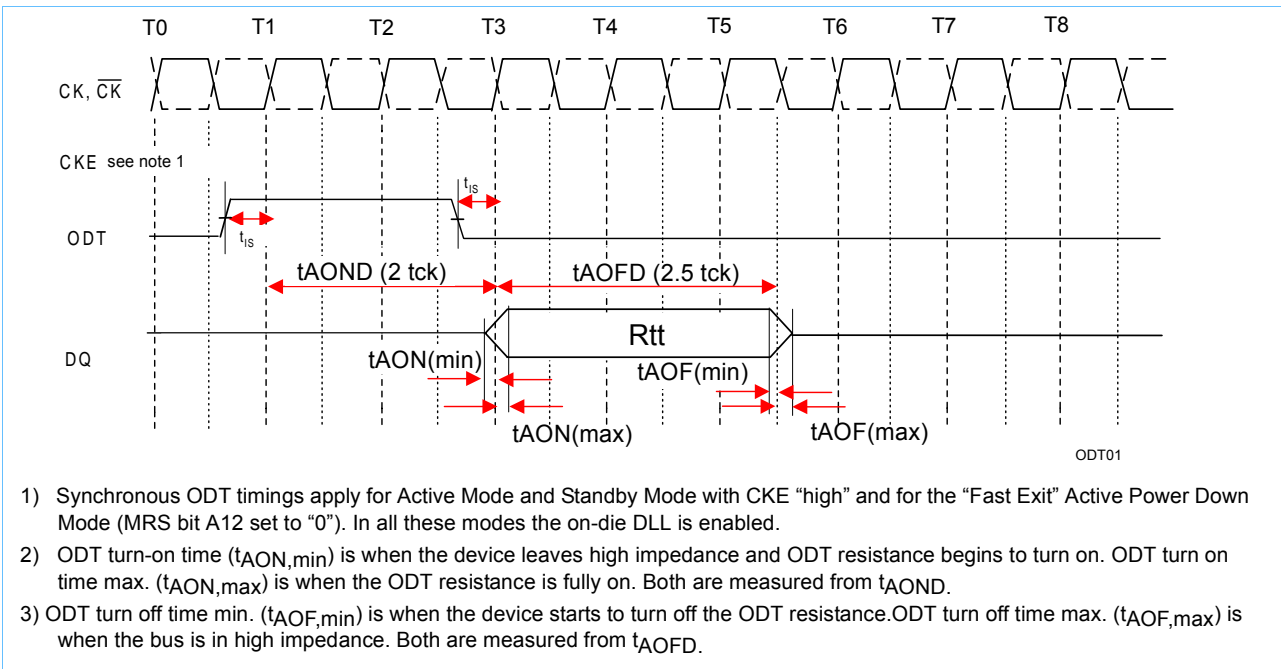 T0 T1 T2 T3 T4 T5 T6 T7 T8
CK, CK
CKE see note 1
tIS
tIS
ODT
tAOND (2 tck) tAOFD (2.5 tck)
Rtt
DQ
tAON(min) tAOF(min)
tAON(max) tAOF(max)
ODT01
1) Synchronous ODT timings apply for Active Mode and Standby Mode with CKE “high” and for the “Fast Exit” Active Power Down
Mode (MRS bit A12 set to “0”). In all these modes the on-die DLL is enabled.
2) ODT turn-on time (tAON,min) is when the device leaves high impedance and ODT resistance begins to turn on. ODT turn on
time max. (tAON,max) is when the ODT resistance is fully on. Both are measured from tAOND.
3) ODT turn off time min. (tAOF,min) is when the device starts to turn off the ODT resistance.ODT turn off time max. (tAOF,max) is
when the bus is in high impedance. Both are measured from tAOFD.